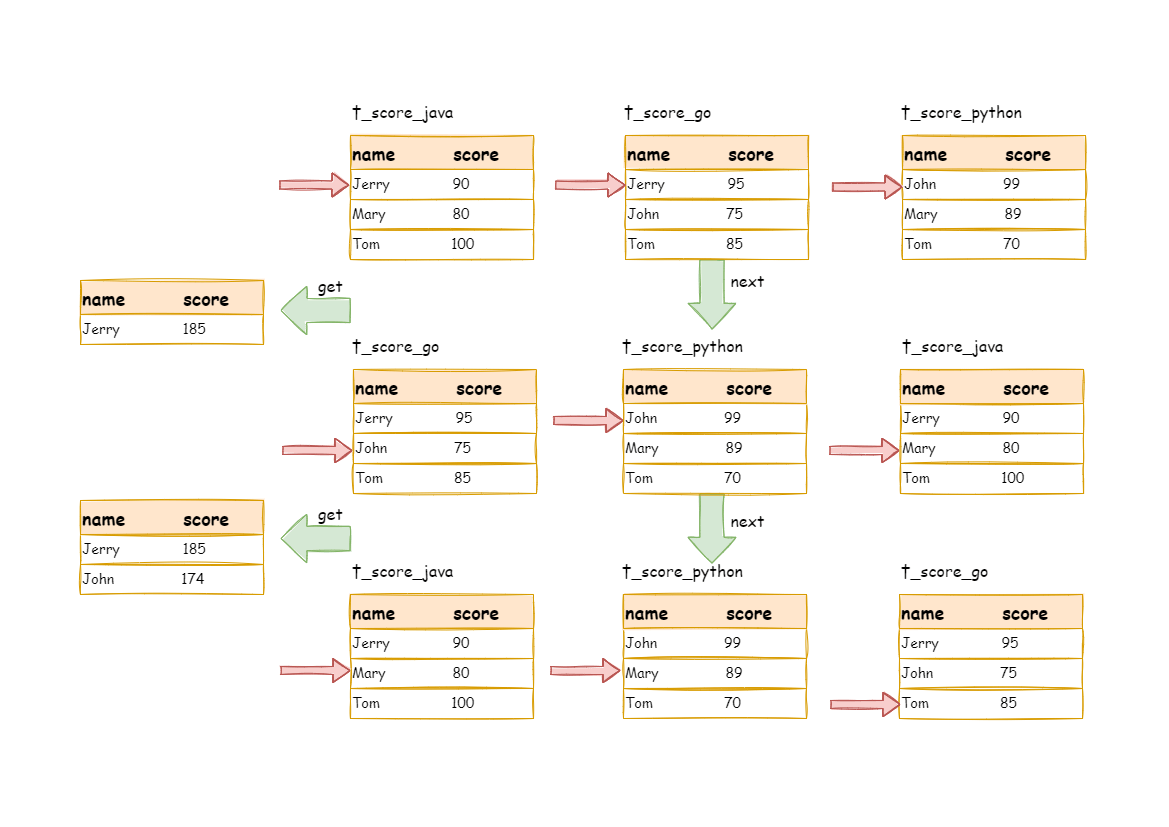 t_score_java t_score_go t_score_python
name score name score name score
Jerry 90 Jerry 95 John 99
Mary 80 John 75 Mary 89
Tom 100 Tom 85 Tom 70
get next
name score
Jerry 185
t_score_go t_score_python t_score_java
name score name score name score
Jerry 95 John 99 Jerry 90
John 75 Mary 89 Mary 80
Tom 85 Tom 70 Tom 100
get next
name score
Jerry 185
John 174
t_score_java t_score_python t_score_go
name score name score name score
Jerry 90 John 99 Jerry 95
Mary 80 Mary 89 John 75
Tom 100 Tom 70 Tom 85